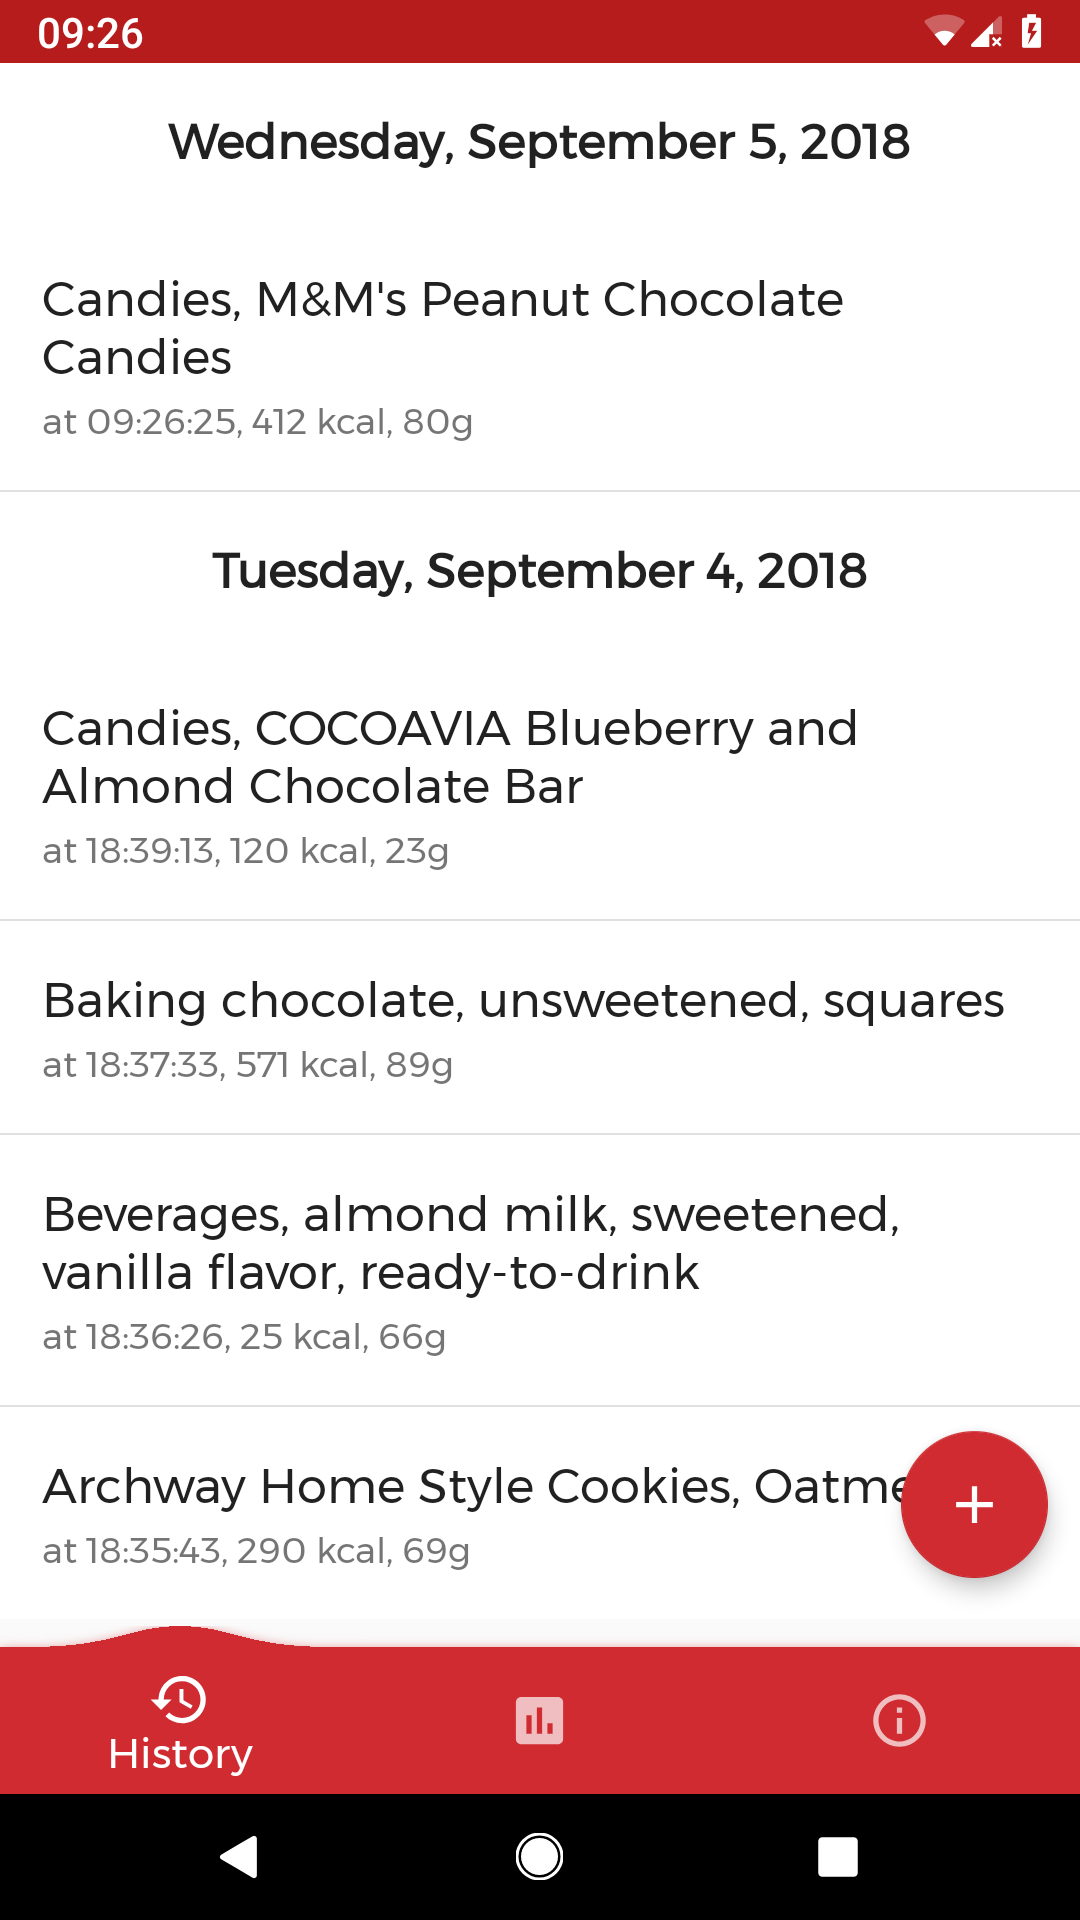 09:26
Wednesday, September 5, 2018
Candies, M&M's Peanut Chocolate
Candies
at 09:26:25, 412 kcal, 80g
Tuesday, September 4, 2018
Candies, COCOAVIA Blueberry and
Almond Chocolate Bar
at 18:39:13, 120 kcal, 23g
Baking chocolate, unsweetened, squares
at 18:37:33, 571 kcal, 89g
Beverages, almond milk, sweetened,
vanilla flavor, ready-to-drink
at 18:36:26, 25 kcal, 66g
Archway Home Style Cookies,
at 18:35:43, 290 kcal, 69g
History